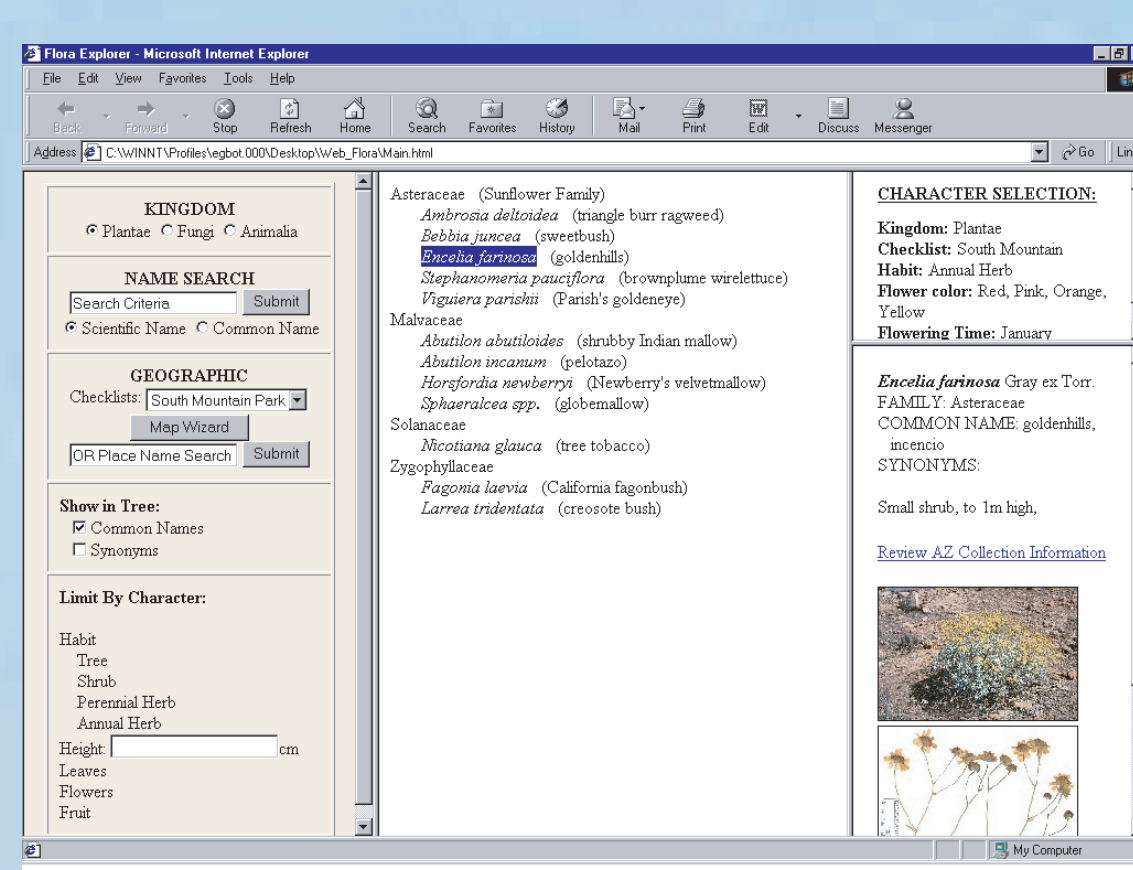 Flora Explorer - Microsoft Internet Explorer
File Edit View Favorites Tools Help
Back Forward Stop Refresh Home Search Favorites History Mail Print Edit Discuss Messenger
Address C:\WINNT\Profiles\egbot.000\Desktop\Web_Flora\Main.html Go Lin
KINGDOM
Plantae Fungi Animalia
NAME SEARCH
Search Criteria Submit
Scientific Name Common Name
GEOGRAPHIC
Checklists: South Mountain Park
Map Wizard
OR Place Name Search Submit
Show in Tree:
Common Names
Synonyms
Limit By Character:
Habit
Tree
Shrub
Perennial Herb
Annual Herb
Height: cm
Leaves
Flowers
Fruit
Asteraceae (Sunflower Family)
Ambrosia deltoidea (triangle burr ragweed)
Bebbia juncea (sweetbush)
Encelia farinosa (goldenhills)
Stephanomeria pauciflora (brownplume wirelettuce)
Viguiera parishii (Parish's goldeneye)
Malvaceae
Abutilon abutiloides (shrubby Indian mallow)
Abutilon incanum (pelotazo)
Horsfordia newberryi (Newberry's velvetmallow)
Sphaeralcea spp. (globemallow)
Solanaceae
Nicotiana glauca (tree tobacco)
Zygophyllaceae
Fagonia laevia (California fagonbush)
Larrea tridentata (creosote bush)
CHARACTER SELECTION:
Kingdom: Plantae
Checklist: South Mountain
Habit: Annual Herb
Flower color: Red, Pink, Orange,
Yellow
Flowering Time: January
Encelia farinosa Gray ex Torr.
FAMILY: Asteraceae
COMMON NAME: goldenhills,
incencio
SYNONYMS:
Small shrub, to 1m high,
Review AZ Collection Information
My Computer